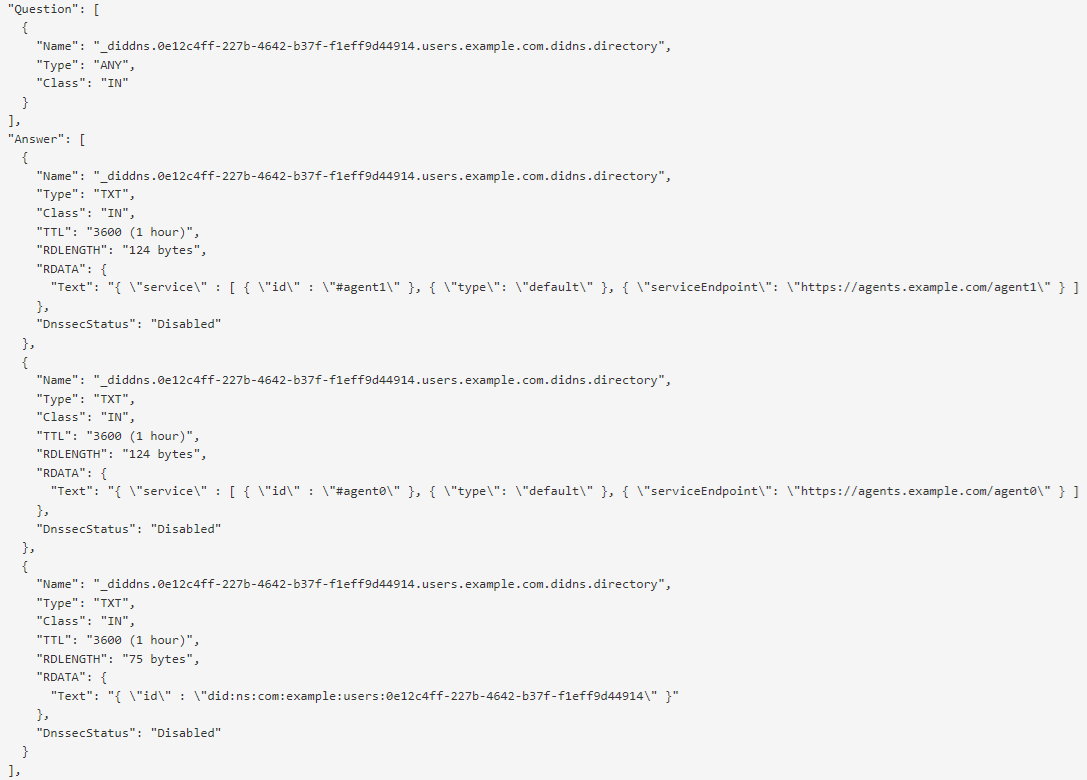 "Question": [
  {
    "Name": "_diddns.0e12c4ff-227b-4642-b37f-f1eff9d44914.users.example.com.didns.directory",
    "Type": "ANY",
    "Class": "IN"
  }
],
"Answer": [
  {
    "Name": "_diddns.0e12c4ff-227b-4642-b37f-f1eff9d44914.users.example.com.didns.directory",
    "Type": "TXT",
    "Class": "IN",
    "TTL": "3600 (1 hour)",
    "RDLENGTH": "124 bytes",
    "RDATA": {
      "Text": "{ \"service\" : [ { \"id\" : \"#agent1\" }, { \"type\": \"default\" }, { \"serviceEndpoint\": \"https://agents.example.com/agent1\" } ]
    },
    "DnssecStatus": "Disabled"
  },
  {
    "Name": "_diddns.0e12c4ff-227b-4642-b37f-f1eff9d44914.users.example.com.didns.directory",
    "Type": "TXT",
    "Class": "IN",
    "TTL": "3600 (1 hour)",
    "RDLENGTH": "124 bytes",
    "RDATA": {
      "Text": "{ \"service\" : [ { \"id\" : \"#agent0\" }, { \"type\": \"default\" }, { \"serviceEndpoint\": \"https://agents.example.com/agent0\" } ]
    },
    "DnssecStatus": "Disabled"
  },
  {
    "Name": "_diddns.0e12c4ff-227b-4642-b37f-f1eff9d44914.users.example.com.didns.directory",
    "Type": "TXT",
    "Class": "IN",
    "TTL": "3600 (1 hour)",
    "RDLENGTH": "75 bytes",
    "RDATA": {
      "Text": "{ \"id\" : \"did:ns:com:example:users:0e12c4ff-227b-4642-b37f-f1eff9d44914\" }"
    },
    "DnssecStatus": "Disabled"
  }
],